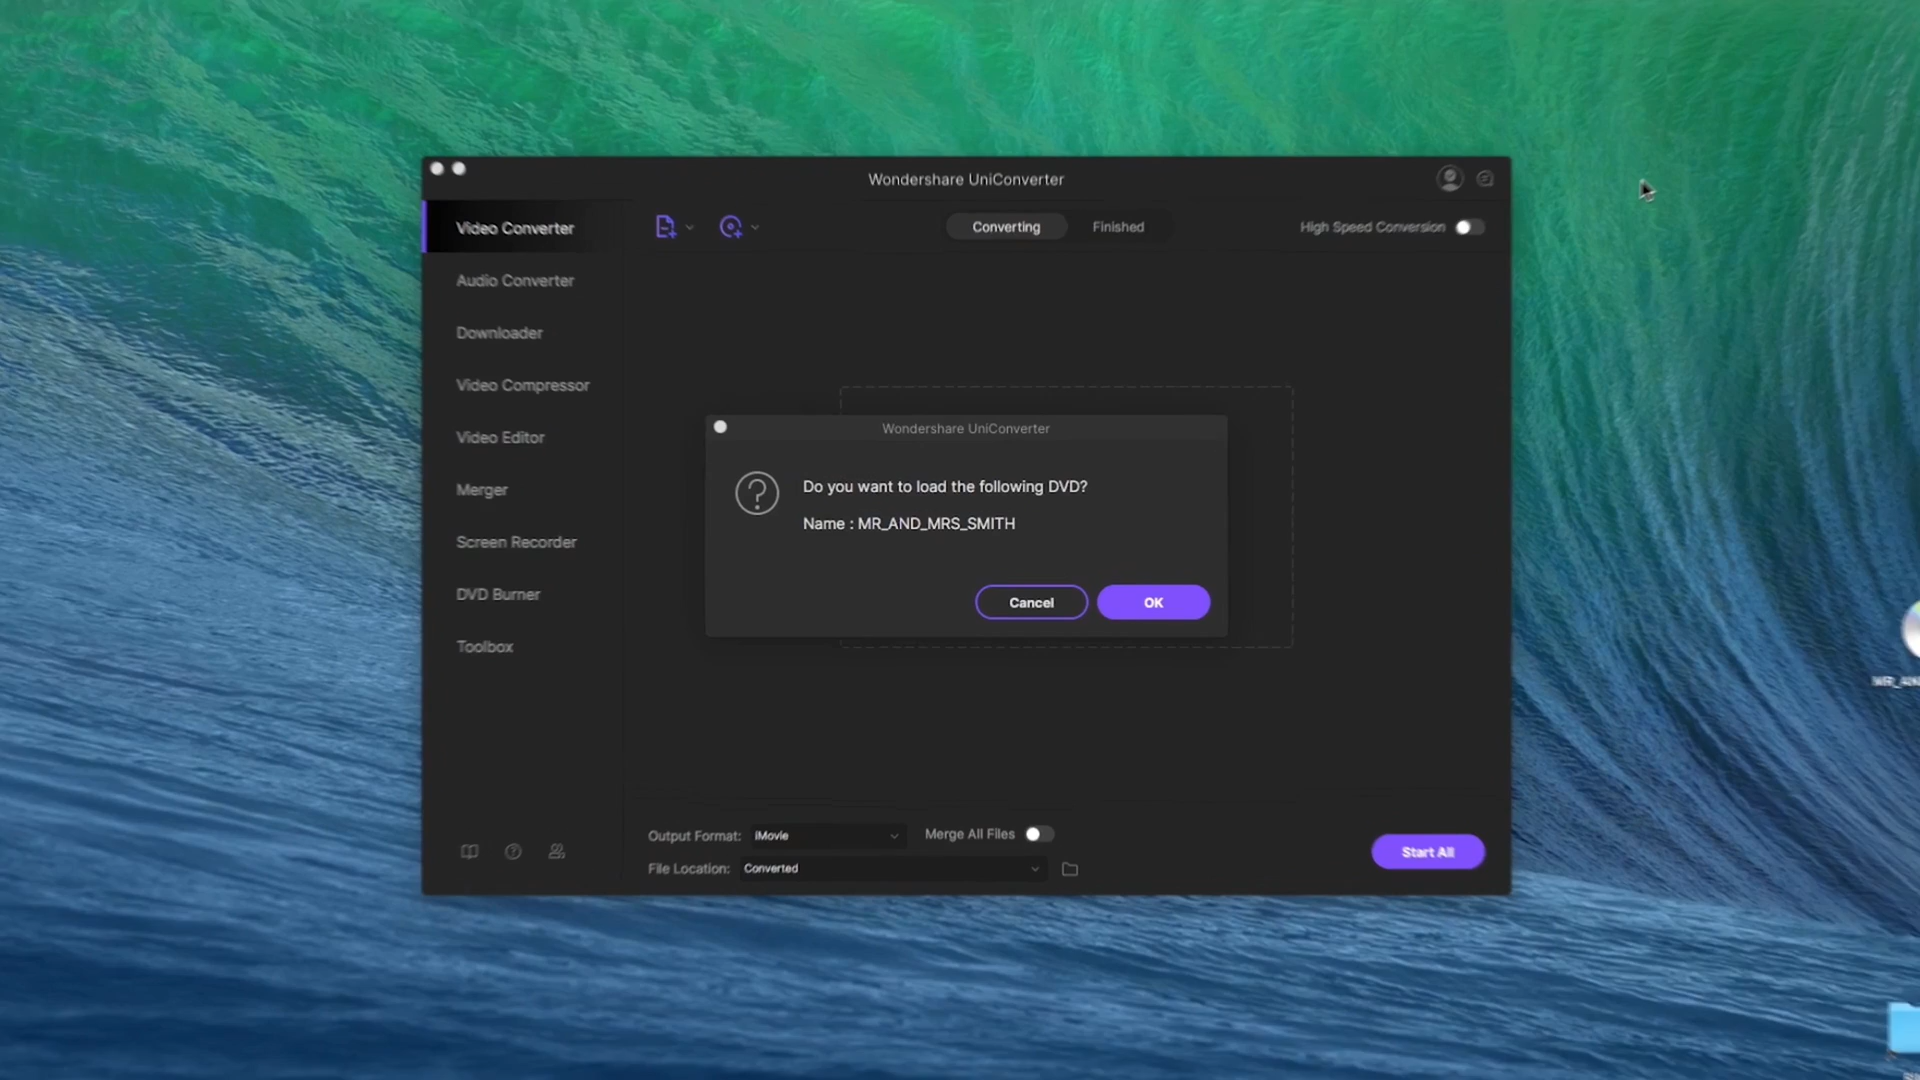 Wondershare UniConverter
Video Converter
Converting
Finished
High Speed Conversion
Audio Converter
Downloader
Video Compressor
Video Editor
Merger
Screen Recorder
DVD Burner
Toolbox
Wondershare UniConverter
Do you want to load the following DVD?
Name : MR_AND_MRS_SMITH
Cancel
OK
Output Format:
iMovie
Merge All Files
File Location:
Converted
Start All